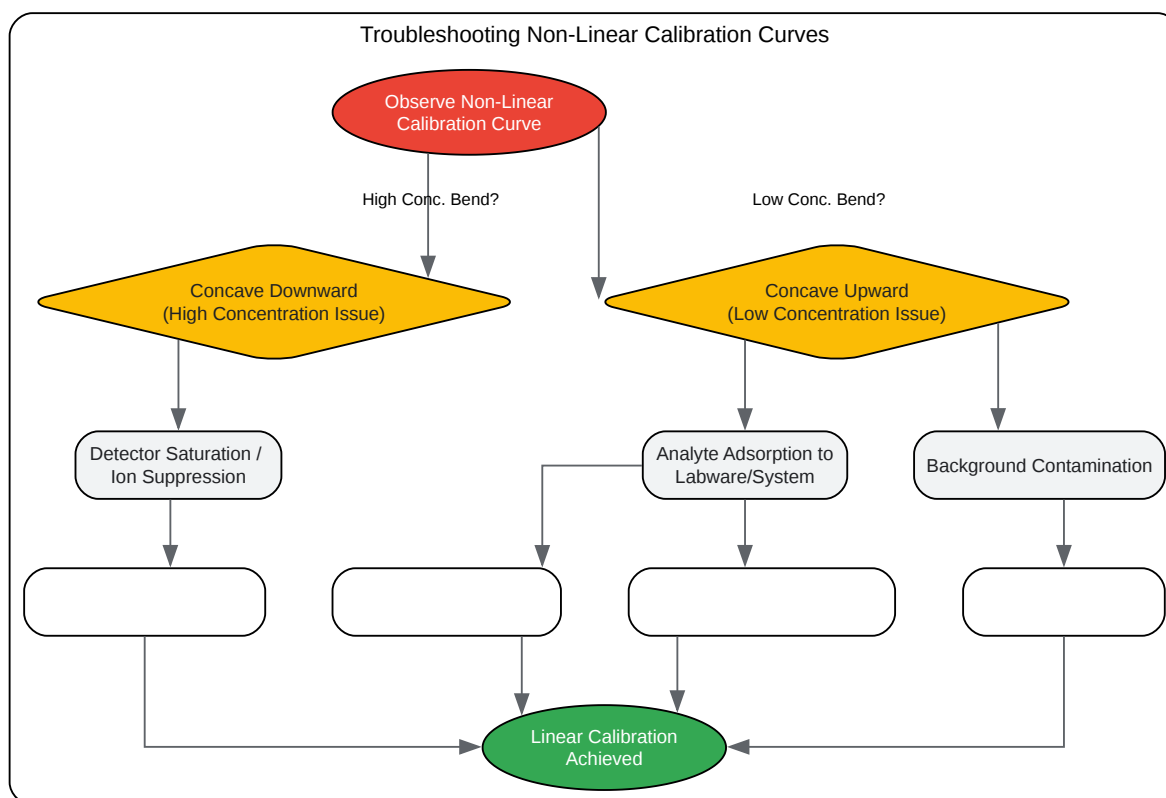 Troubleshooting Non-Linear Calibration Curves
Observe Non-Linear
Calibration Curve
High Conc. Bend?
Low Conc. Bend?
Concave Downward
(High Concentration Issue)
Concave Upward
(Low Concentration Issue)
Detector Saturation /
Ion Suppression
Analyte Adsorption to
Labware/System
Background Contamination
Linear Calibration
Achieved